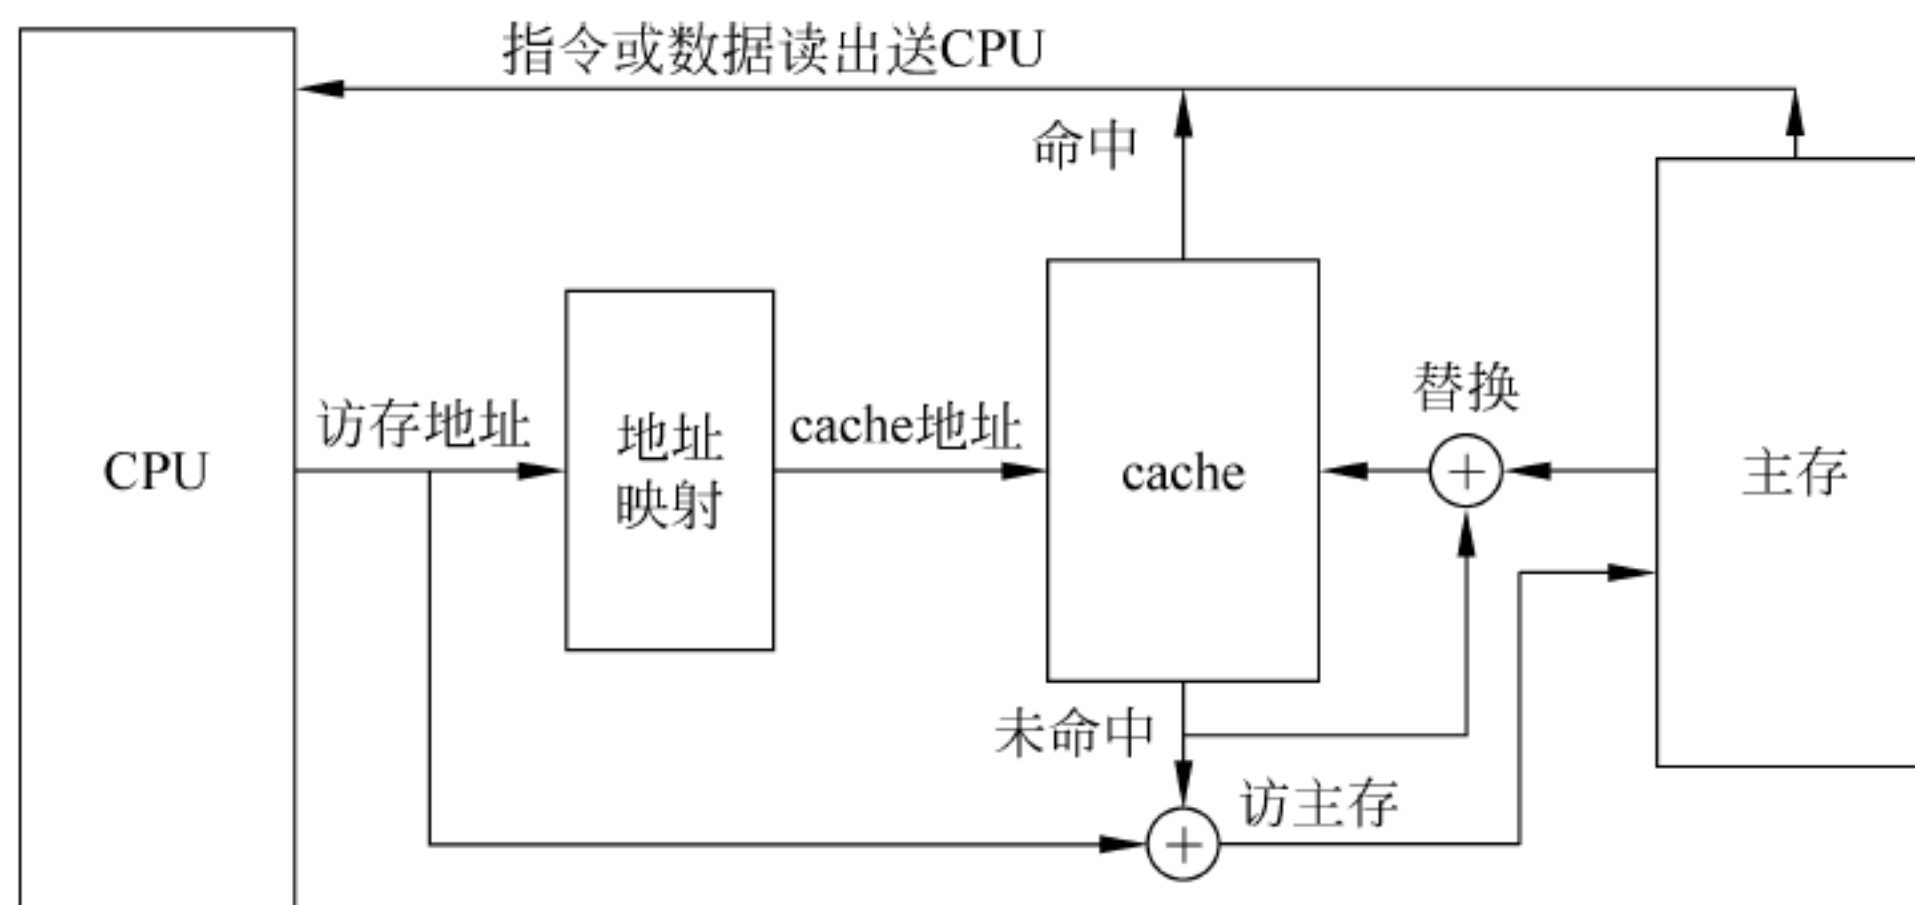 指令或数据读出送CPU
命中
替换
访存地址
cache地址
CPU
地址
映射
cache
主存
未命中
访主存